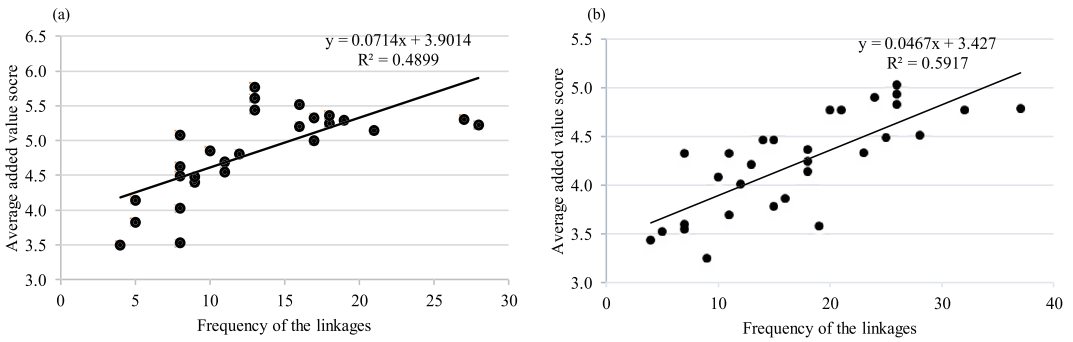 (a)
y = 0.0714x + 3.9014
R² = 0.4899
6.5
6.0
5.5
5.0
4.5
4.0
3.5
3.0
0 5 10 15 20 25 30
Average added value socre
Frequency of the linkages
(b)
y = 0.0467x + 3.427
R² = 0.5917
5.5
5.0
4.5
4.0
3.5
3.0
0 10 20 30 40
Average added value score
Frequency of the linkages